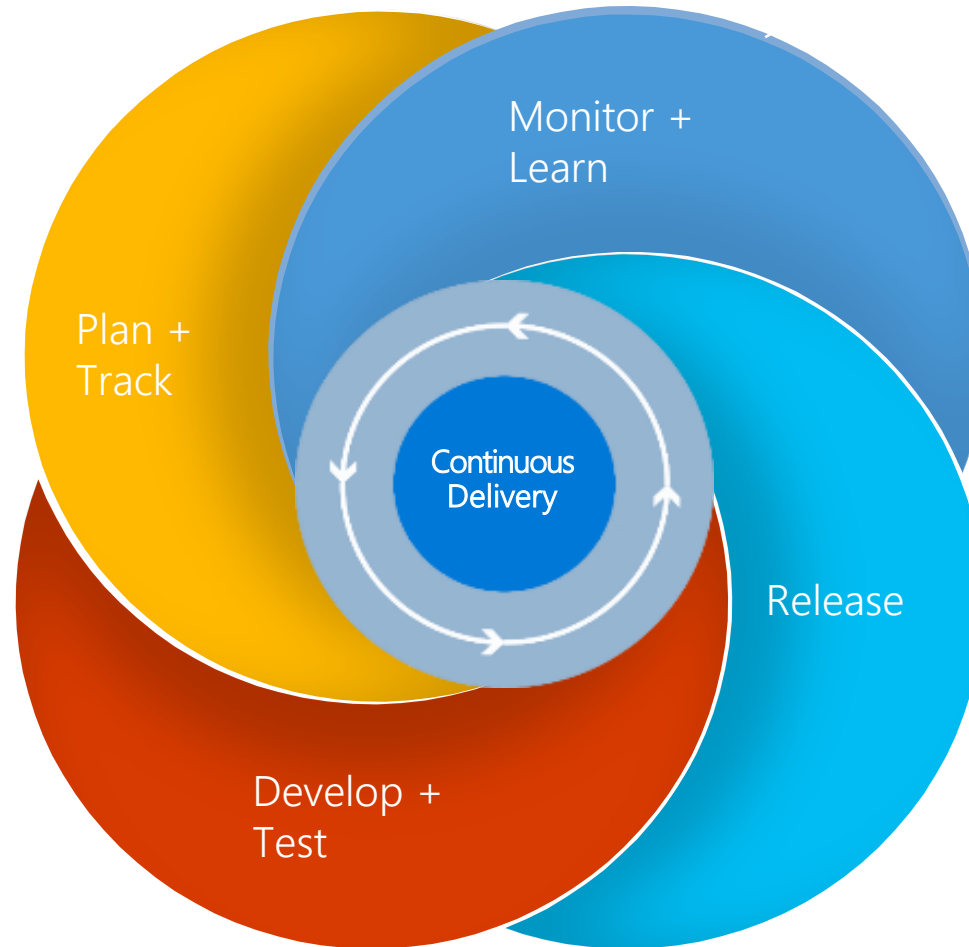 Monitor +
Learn
Plan +
Track
Continuous
Delivery
Release
Develop +
Test